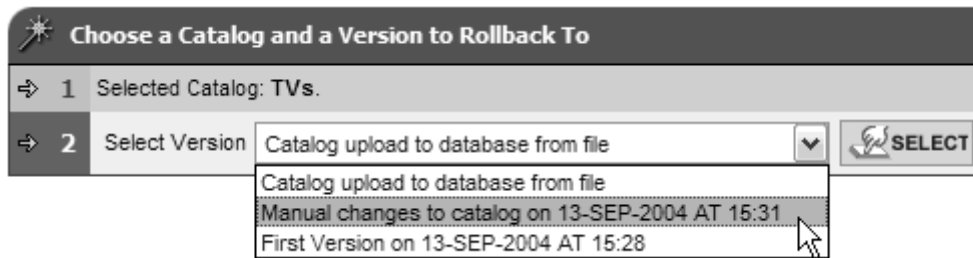 Choose a Catalog and a Version to Rollback To
1 Selected Catalog: TVs.
2 Select Version Catalog upload to database from file SELECT
Catalog upload to database from file
Manual changes to catalog on 13-SEP-2004 AT 15:31
First Version on 13-SEP-2004 AT 15:28